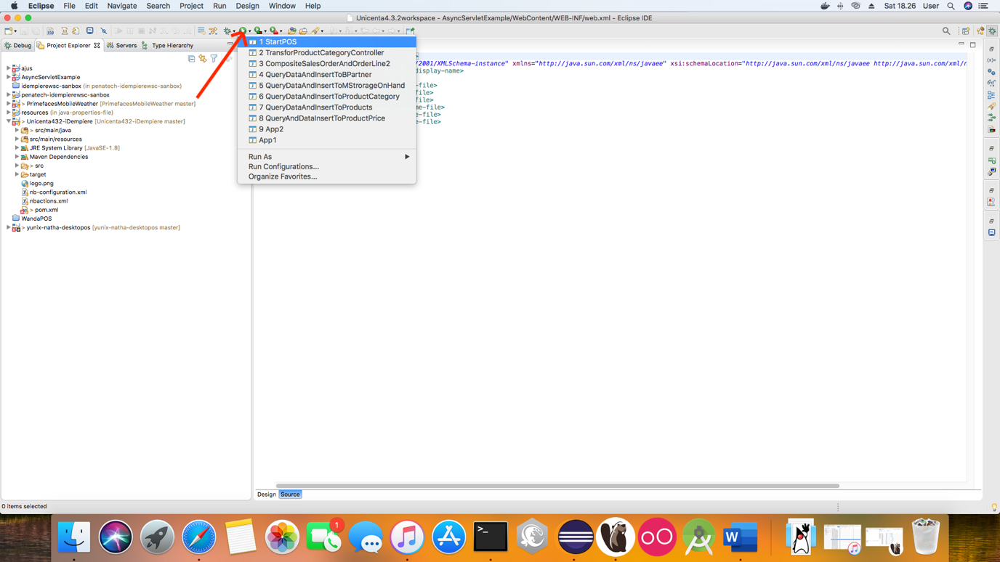 Eclipse File Edit Navigate Search Project Run Design Window Help Sat 18.26 User
Unicenta4.3.2workspace - AsyncServletExample/WebContent/WEB-INF/web.xml - Eclipse IDE
Debug Project Explorer Servers Type Hierarchy
ajus
AsyncServletExample
idempierewsc-sanbox (in penatech-idempierewsc-sanbox)
penatech-idempierewsc-sanbox
> PrimefacesMobileWeather [PrimefacesMobileWeather master]
resources (in java-properties-file)
> Unicenta432-iDempiere [Unicenta432-iDempiere master]
> src/main/java
src/main/resources
JRE System Library [JavaSE-1.8]
Maven Dependencies
> src
target
logo.png
nb-configuration.xml
nbactions.xml
> pom.xml
WandaPOS
> yunix-natha-desktopos [yunix-natha-desktopos master]
1 StartPOS
2 TransforProductCategoryController
3 CompositeSalesOrderAndOrderLine2
4 QueryDataAndInsertToBPartner
5 QueryDataAndInsertToMStrorageOnHand
6 QueryDataAndInsertToProductCategory
7 QueryDataAndInsertToProducts
8 QueryAndDataInsertToProductPrice
9 App2
App1
Run As
Run Configurations...
Organize Favorites...
>
/2001/XMLSchema-instance" xmlns="http://java.sun.com/xml/ns/javaee" xsi:schemaLocation="http://java.sun.com/xml/ns/javaee http://java.sun.com/xml/n
display-name>
-file>
file>
file>
me-file>
e-file>
e-file>
Design Source
0 items selected
1
W